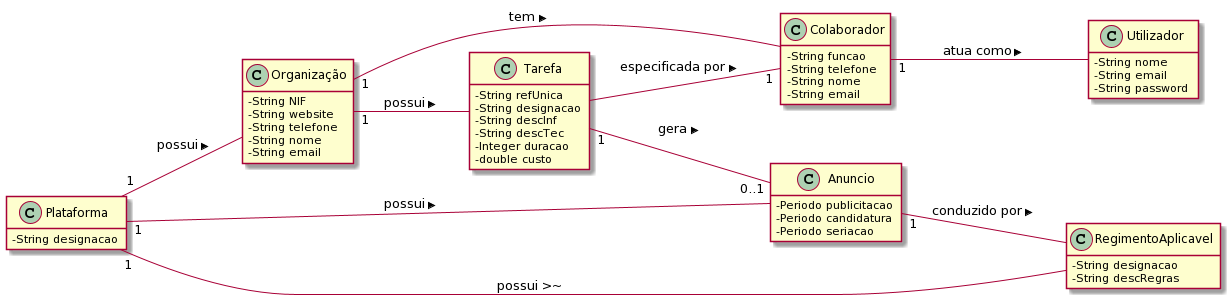 tem ▶
C Colaborador
-String funcao
-String telefone
-String nome
-String email
1
atua como ▶
C Utilizador
-String nome
-String email
-String password
C Organização
-String NIF
-String website
-String telefone
-String nome
-String email
1
possui ▶
1
C Tarefa
-String refUnica
-String designacao
-String descInf
-String descTec
-Integer duracao
-double custo
especificada por ▶
1
gera ▶
1
0..1
possui ▶
1
C Plataforma
-String designacao
possui ▶
1
C Anuncio
-Periodo publicitacao
-Periodo candidatura
-Periodo seriacao
conduzido por ▶
1
C RegimentoAplicavel
-String designacao
-String descRegras
1
possui >~